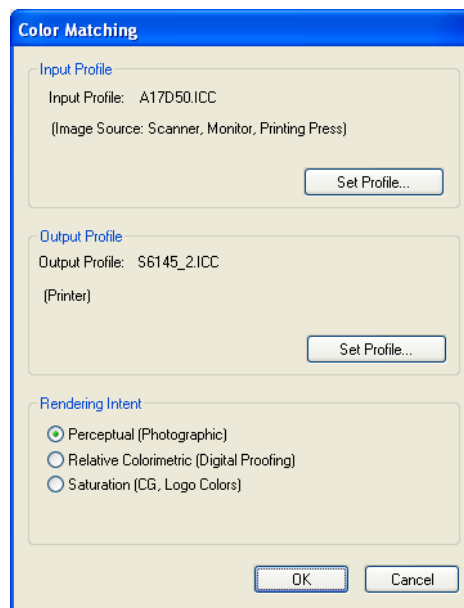 Color Matching
Input Profile
Input Profile: A17D50.ICC
(Image Source: Scanner, Monitor, Printing Press)
Set Profile...
Output Profile
Output Profile: S6145_2.ICC
(Printer)
Set Profile...
Rendering Intent
Perceptual (Photographic)
Relative Colorimetric (Digital Proofing)
Saturation (CG, Logo Colors)
OK Cancel